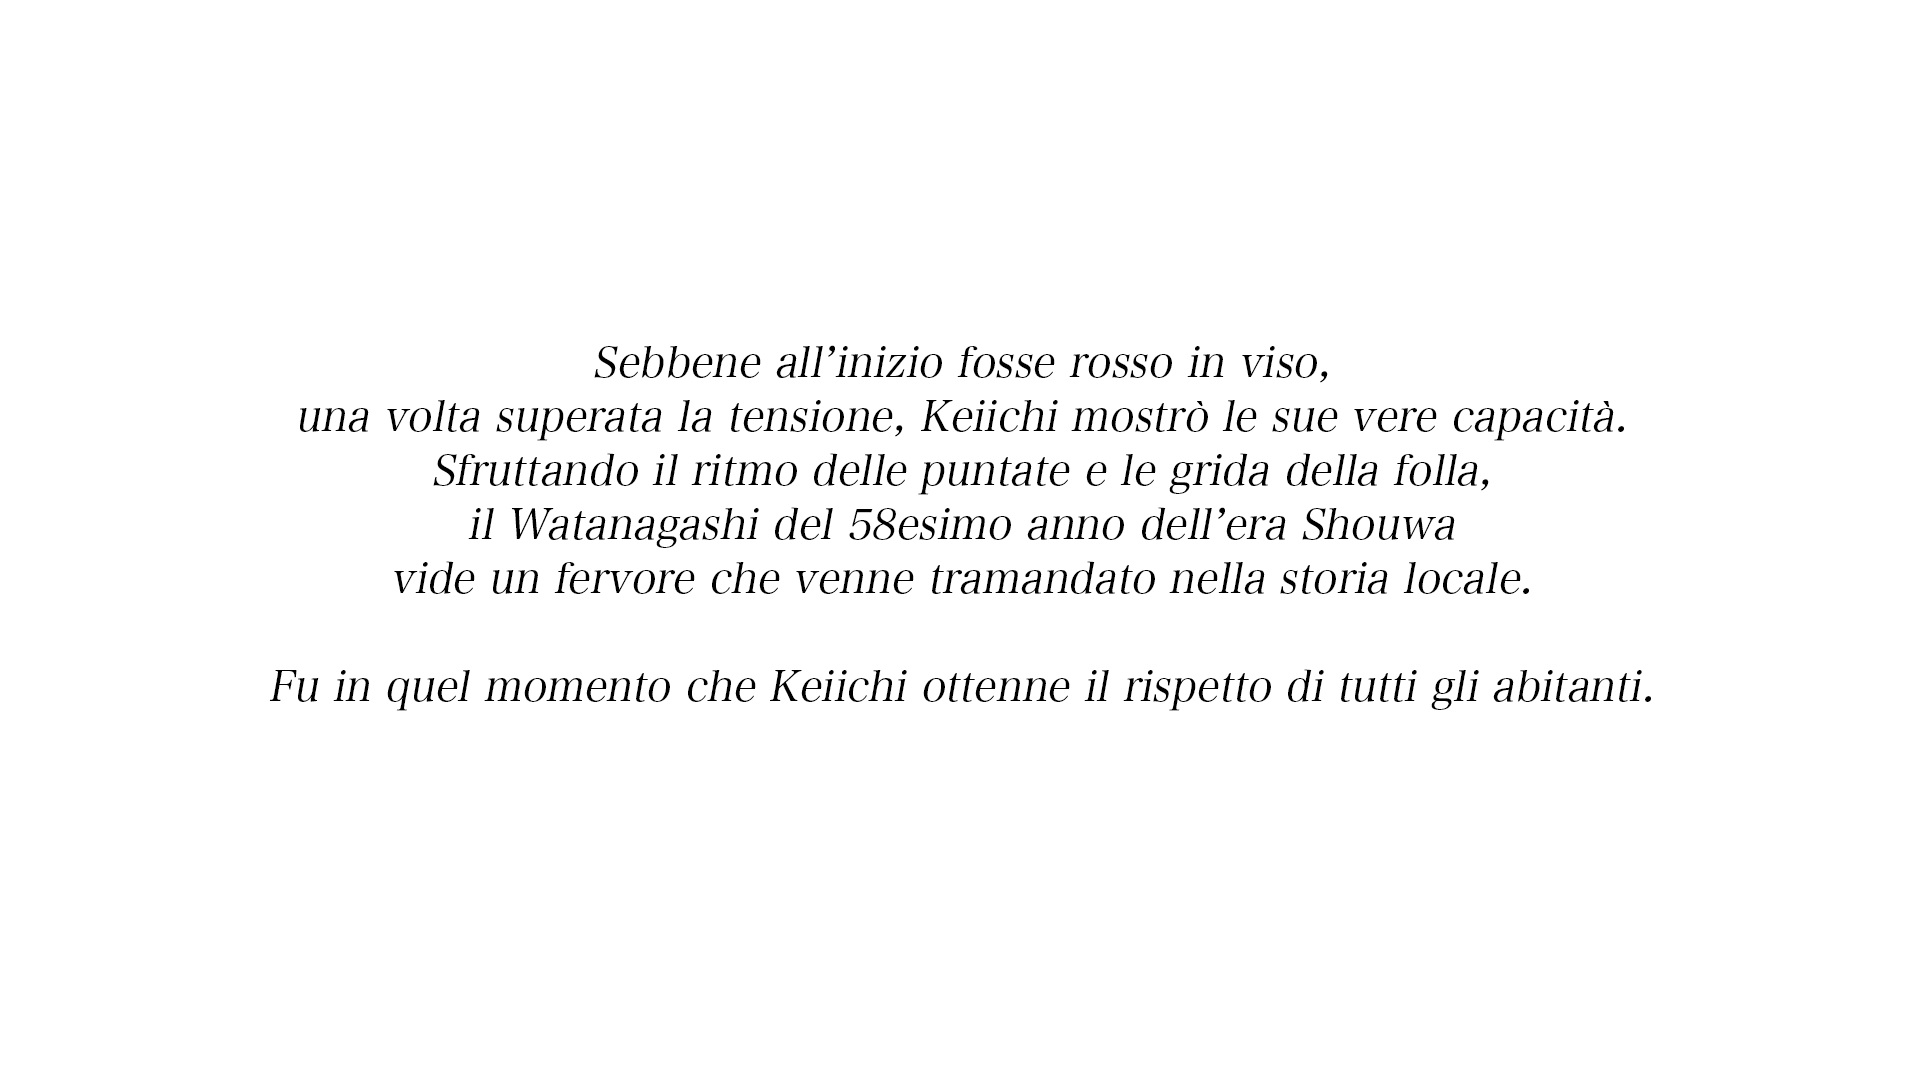 Sebbene all’inizio fosse rosso in viso,
una volta superata la tensione, Keiichi mostrò le sue vere capacità.
Sfruttando il ritmo delle puntate e le grida della folla,
il Watanagashi del 58esimo anno dell’era Shouwa
vide un fervore che venne tramandato nella storia locale.
Fu in quel momento che Keiichi ottenne il rispetto di tutti gli abitanti.